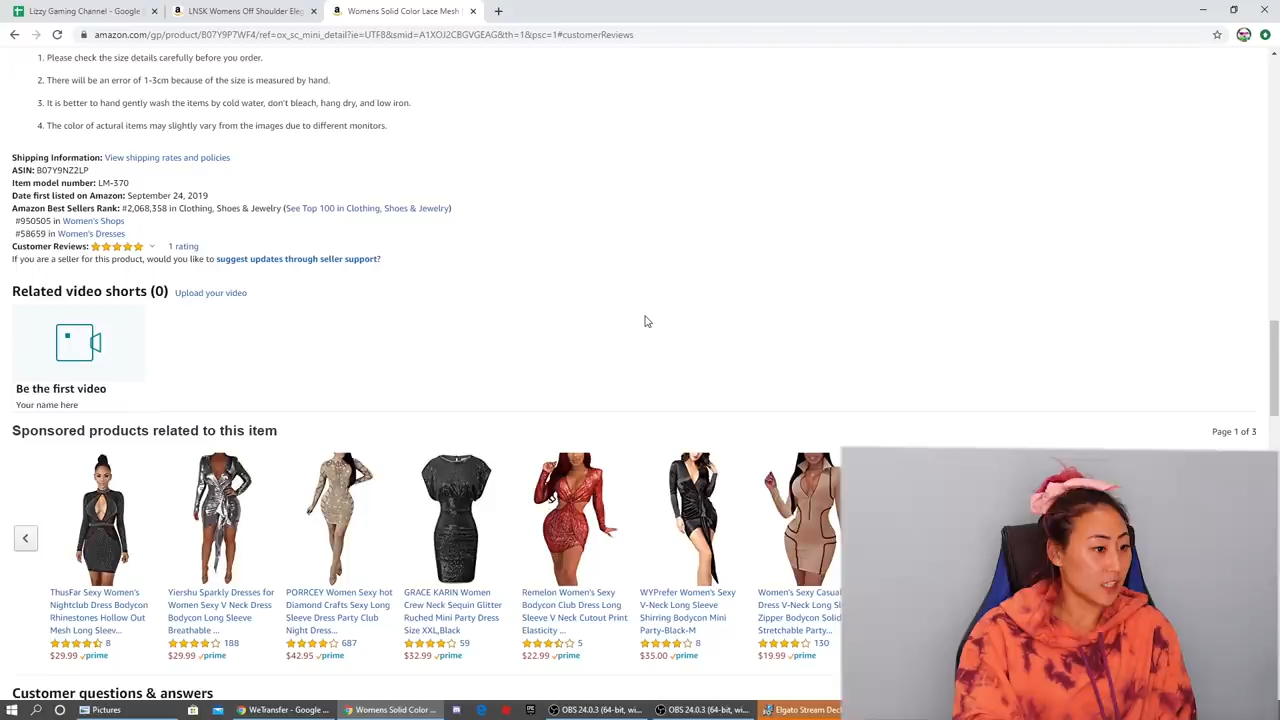 Lizzy Gaming Channel - Google
LNSK Womens Off Shoulder Eleg
Womens Solid Color Lace Mesh
amazon.com/gp/product/B07Y9P7WF4/ref=ox_sc_mini_detail?ie=UTF8&smid=A1XOJ2CBGVGEAG&th=1&psc=1#customerReviews
1. Please check the size details carefully before you order.
2. There will be an error of 1-3cm because of the size is measured by hand.
3. It is better to hand gently wash the items by cold water, don't bleach, hang dry, and low iron.
4. The color of actural items may slightly vary from the images due to different monitors.
Shipping Information: View shipping rates and policies
ASIN: B07Y9NZ2LP
Item model number: LM-370
Date first listed on Amazon: September 24, 2019
Amazon Best Sellers Rank: #2,068,358 in Clothing, Shoes & Jewelry (See Top 100 in Clothing, Shoes & Jewelry)
#950505 in Women's Shops
#58659 in Women's Dresses
Customer Reviews: 1 rating
If you are a seller for this product, would you like to suggest updates through seller support?
Related video shorts (0) Upload your video
Be the first video
Your name here
Sponsored products related to this item
Page 1 of 3
ThusFar Sexy Women's
Nightclub Dress Bodycon
Rhinestones Hollow Out
Mesh Long Sleev...
8
$29.99 prime
Yiershu Sparkly Dresses for
Women Sexy V Neck Dress
Bodycon Long Sleeve
Breathable ...
188
$29.99 prime
PORRCEY Women Sexy hot
Diamond Crafts Sexy Long
Sleeve Dress Party Club
Night Dress...
687
$42.95 prime
GRACE KARIN Women
Crew Neck Sequin Glitter
Ruched Mini Party Dress
Size XXL,Black
59
$32.99 prime
Remelon Women's Sexy
Bodycon Club Dress Long
Sleeve V Neck Cutout Print
Elasticity ...
5
$22.99 prime
WYPrefer Women's Sexy
V-Neck Long Sleeve
Shirring Bodycon Mini
Party-Black-M
8
$35.00 prime
Women's Sexy Casual
Dress V-Neck Long Sl
Zipper Bodycon Solid
Stretchable Party...
130
$19.99 prime
Customer questions & answers
Pictures
WeTransfer - Google ...
Womens Solid Color ...
OBS 24.0.3 (64-bit, wi...
OBS 24.0.3 (64-bit, wi...
Elgato Stream Deck